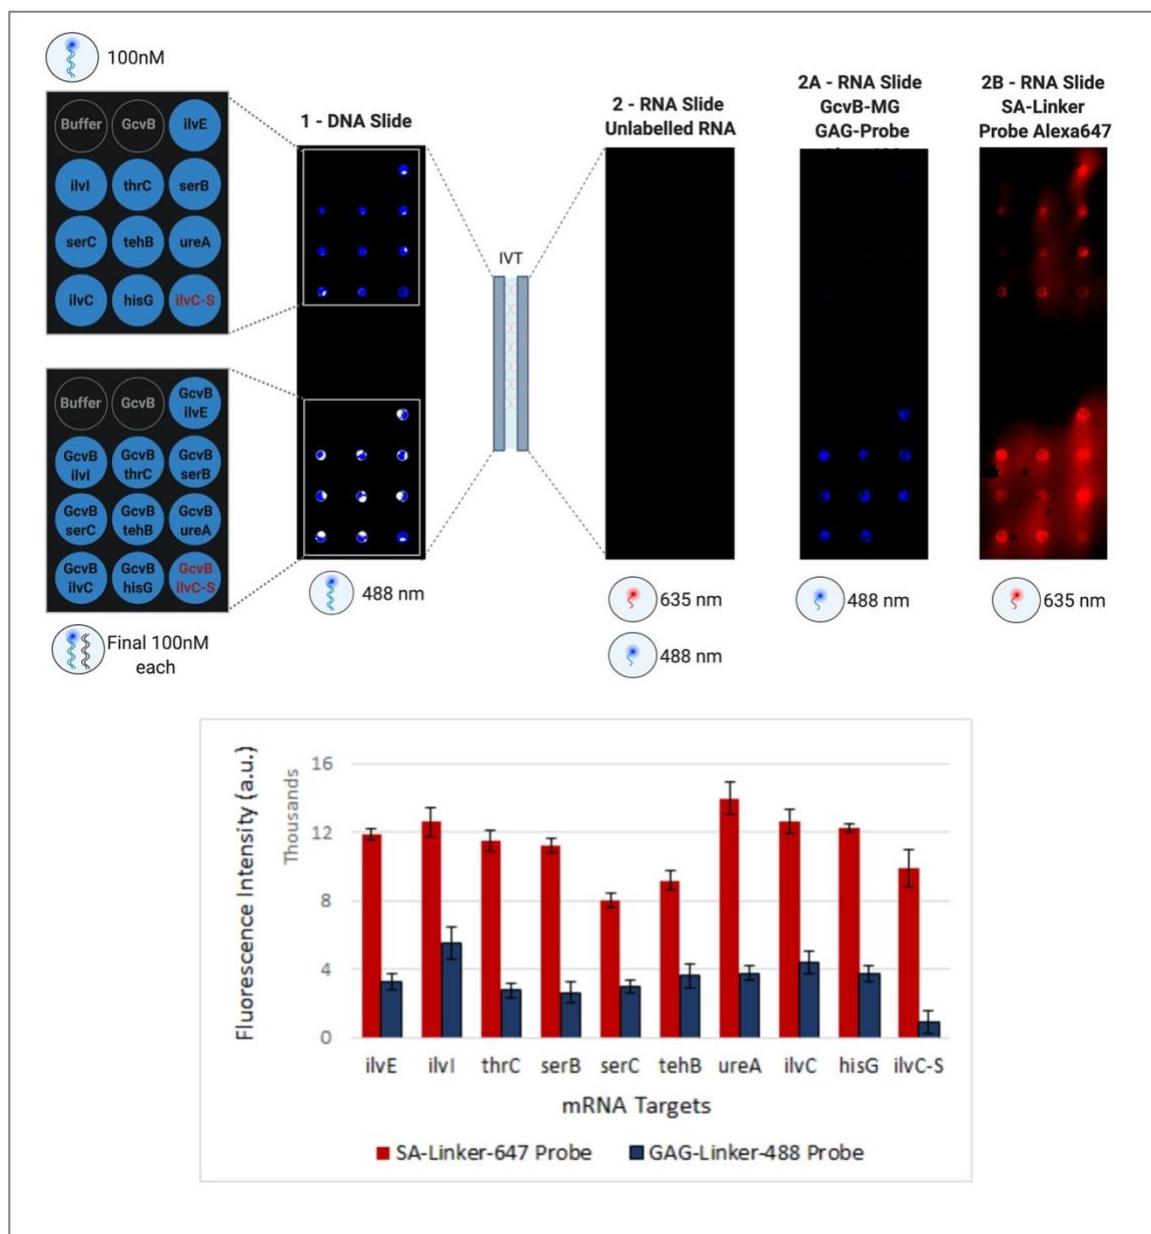 100nM
Buffer GcvB ilvE
ilvI thrC serB
serC tehB ureA
ilvC hisG ilvC-S
Buffer GcvB GcvB ilvE
GcvB ilvI GcvB thrC GcvB serB
GcvB serC GcvB tehB GcvB ureA
GcvB ilvC GcvB hisG GcvB ilvC-S
Final 100nM
each
1 - DNA Slide
488 nm
IVT
2 - RNA Slide
Unlabelled RNA
635 nm
488 nm
2A - RNA Slide
GcvB-MG
GAG-Probe
488 nm
2B - RNA Slide
SA-Linker
Probe Alexa647
635 nm
Fluorescence Intensity (a.u.)
Thousands
16
12
8
4
0
ilvE ilvI thrC serB serC tehB ureA ilvC hisG ilvC-S
mRNA Targets
SA-Linker-647 Probe GAG-Linker-488 Probe